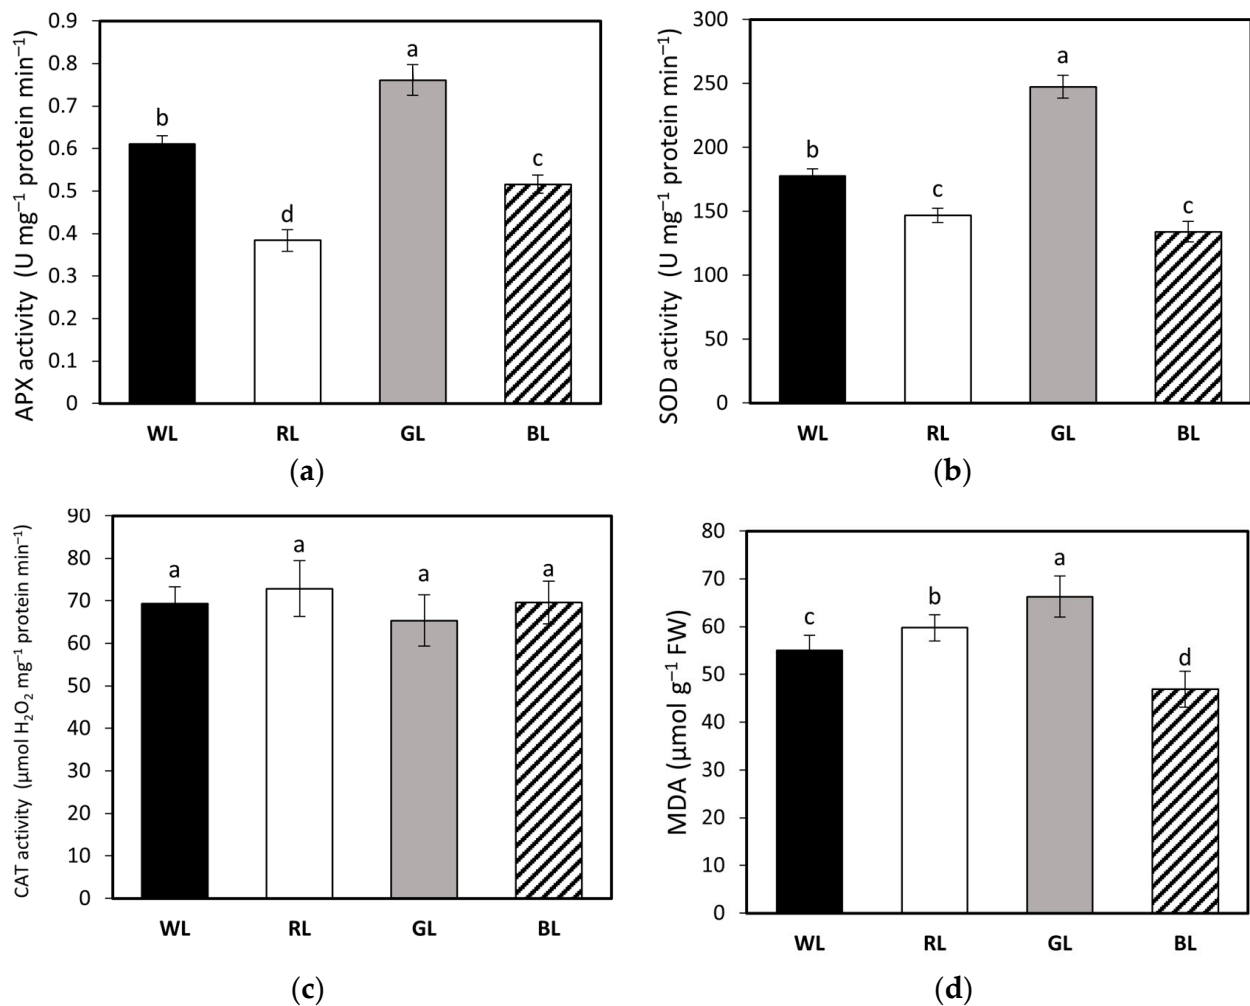 APX activity (U mg⁻¹ protein min⁻¹)
0.9
0.8
0.7
0.6
0.5
0.4
0.3
0.2
0.1
0
b
d
a
c
WL RL GL BL
(a)
SOD activity (U mg⁻¹ protein min⁻¹)
300
250
200
150
100
50
0
b
c
a
c
WL RL GL BL
(b)
CAT activity (μmol H₂O₂ mg⁻¹ protein min⁻¹)
90
80
70
60
50
40
30
20
10
0
a
a
a
a
WL RL GL BL
(c)
MDA (μmol g⁻¹ FW)
80
70
60
50
40
30
20
10
0
c
b
a
d
WL RL GL BL
(d)